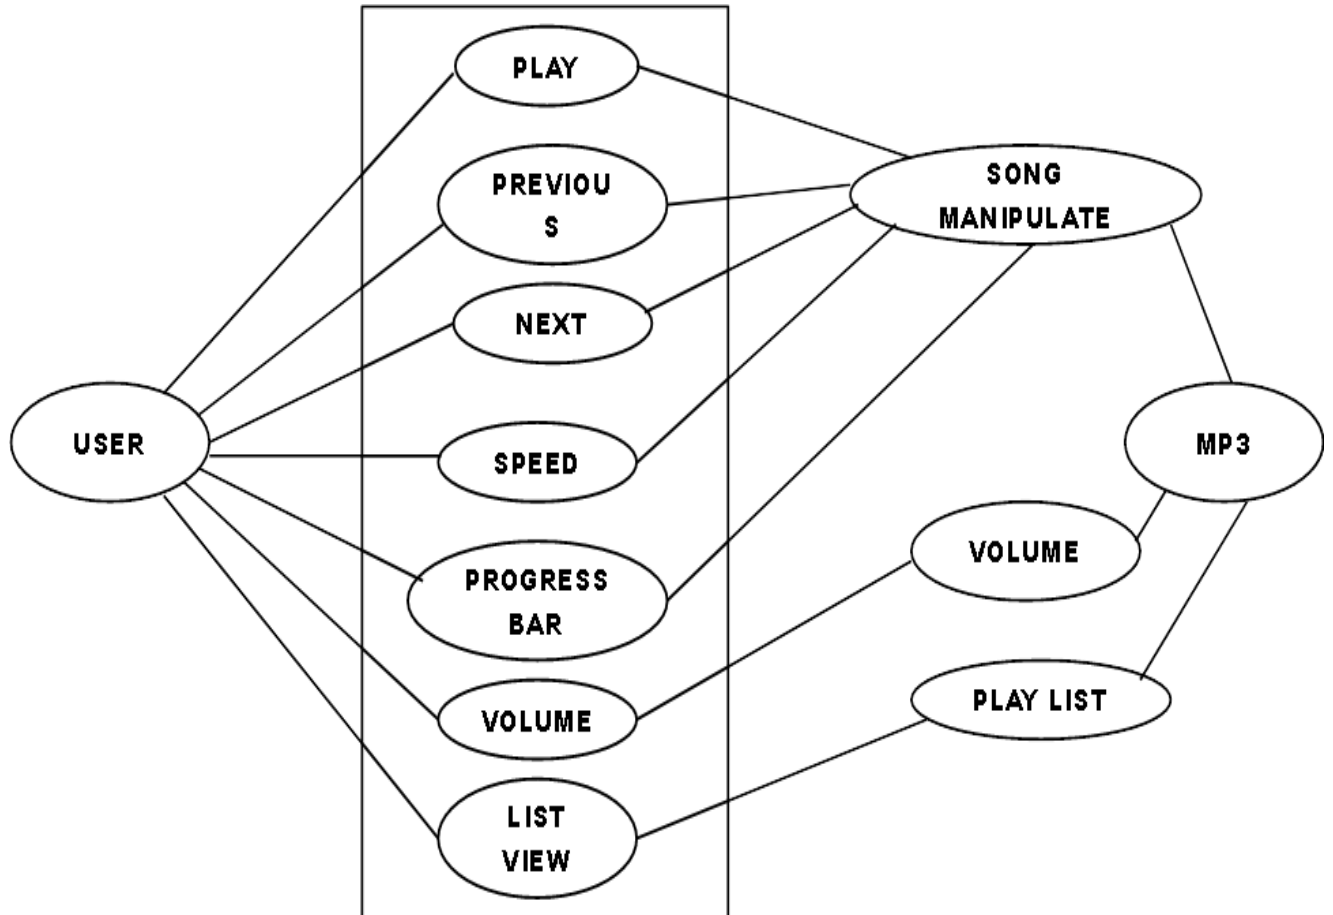 PLAY
PREVIOU
S
NEXT
SPEED
PROGRESS
BAR
VOLUME
LIST
VIEW
USER
SONG
MANIPULATE
MP3
VOLUME
PLAY LIST